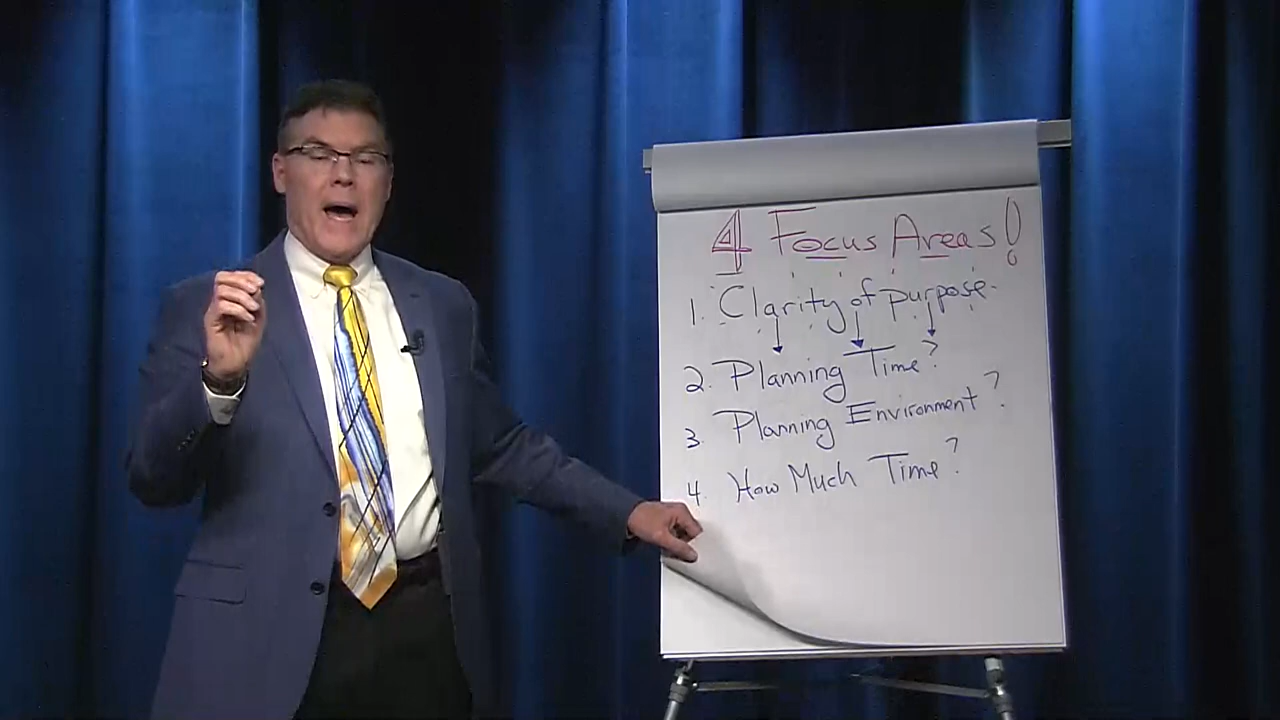 4 Focus Areas!
1. Clarity of purpose.
2. Planning Time?
3. Planning Environment?
4. How Much Time?